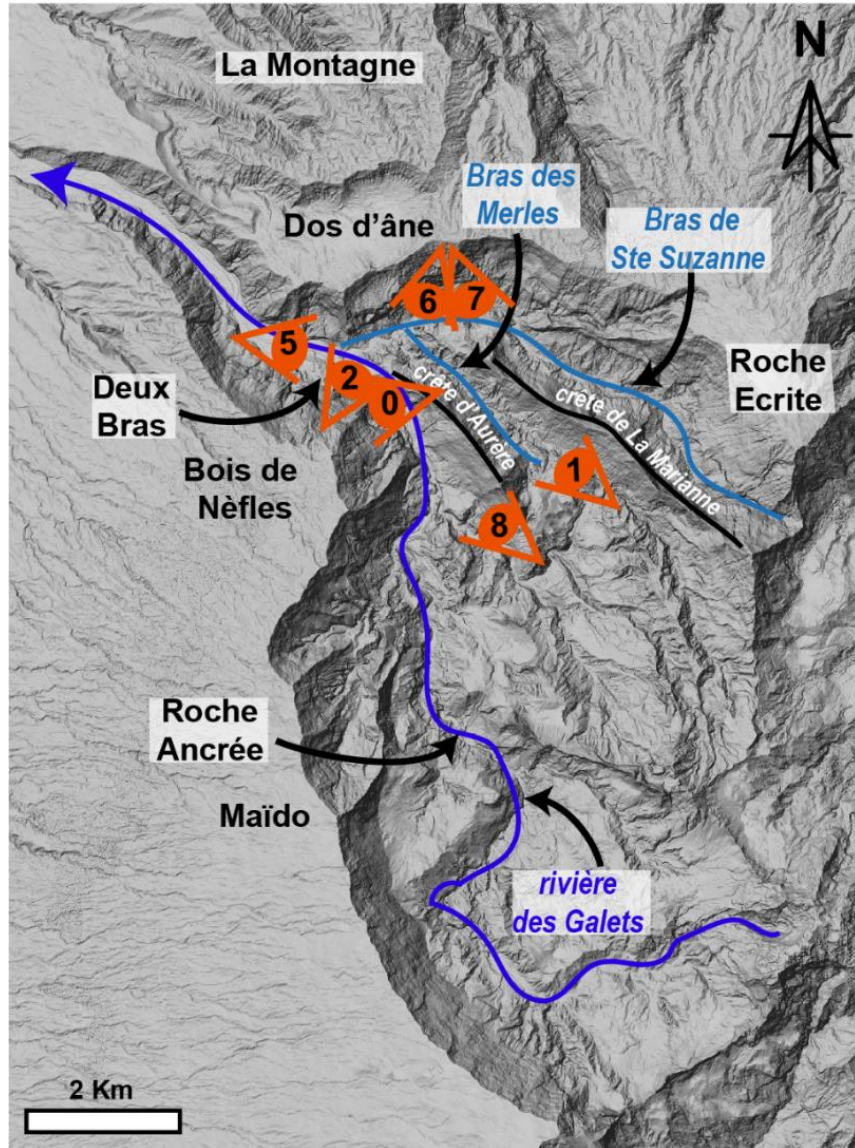 La Montagne
N
Bras des
Merles
Dos d'âne
Bras de
Ste Suzanne
6
7
5
2
0
Deux
Bras
Roche
Ecrite
crête d'Aurère
crête de La Marianne
1
Bois de
Nèfles
8
Roche
Ancrée
Maïdo
rivière
des Galets
2 Km